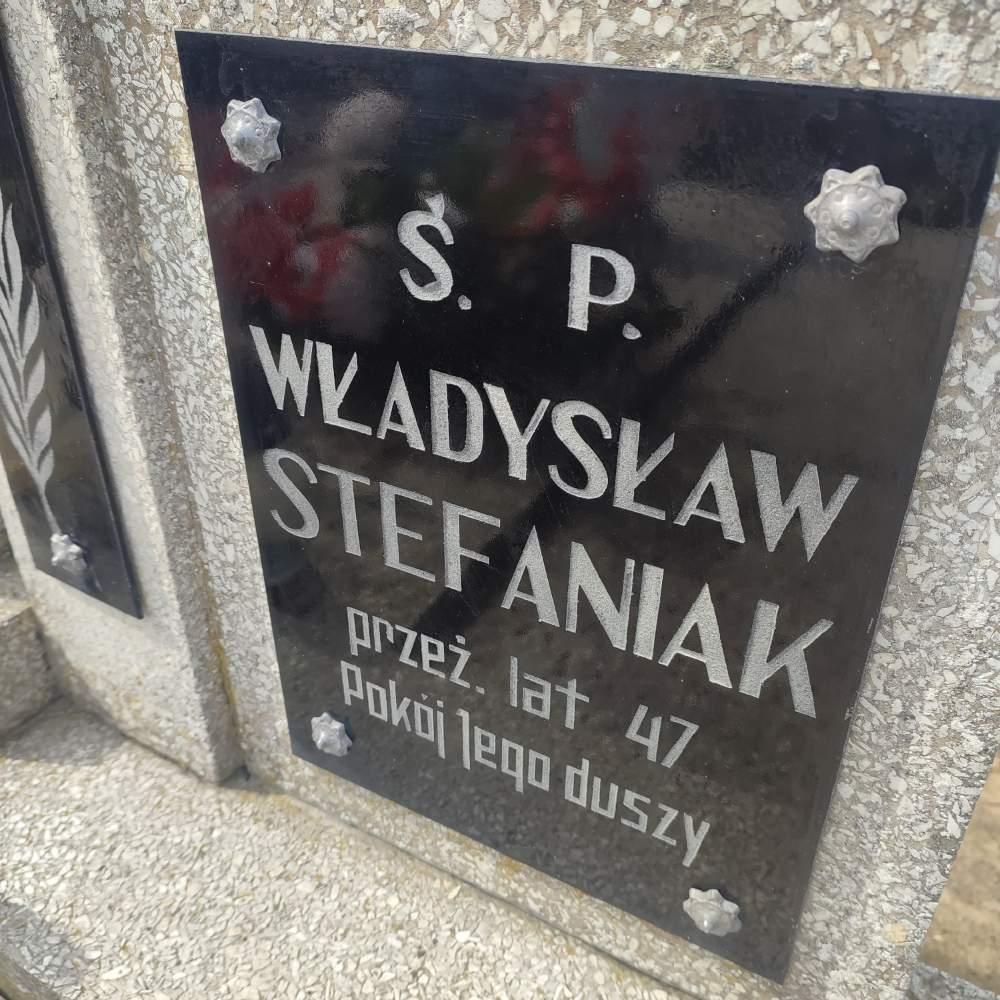 Ś. P.
WŁADYSŁAW
STEFANIAK
przeż. lat 47
Pokój Jego duszy